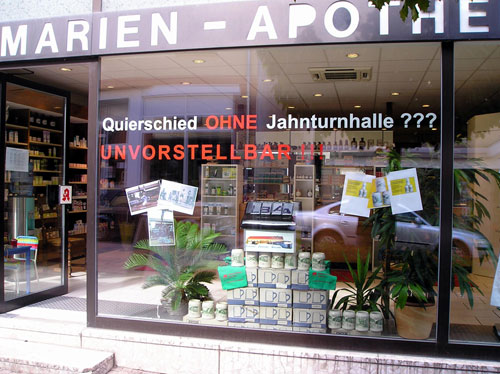 MARIEN - APOTHE
Quierschied OHNE Jahnturnhalle ???
UNVORSTELLBAR !!!